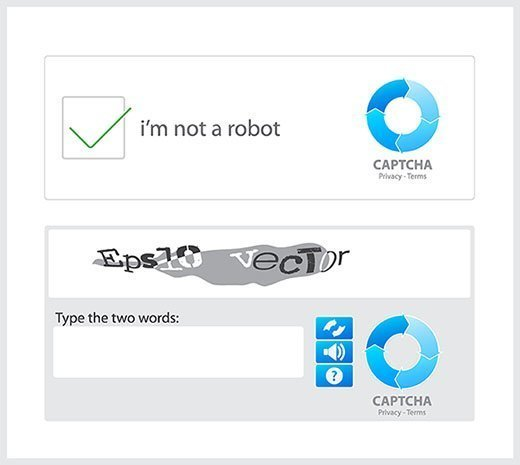 i'm not a robot
CAPTCHA
Privacy - Terms
Eps10 vector
Type the two words:
?
CAPTCHA
Privacy - Terms